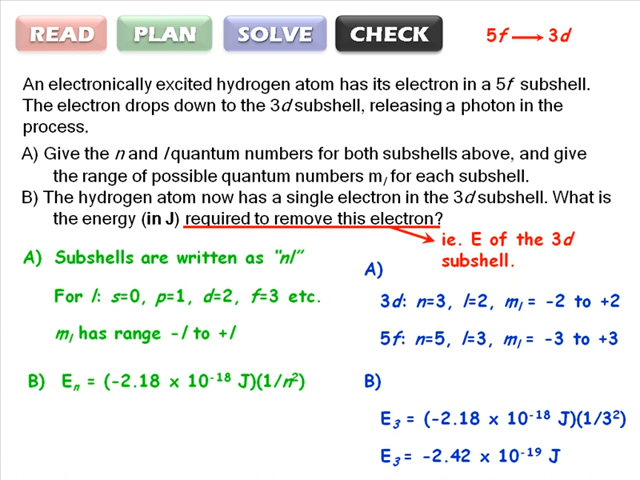 READ PLAN SOLVE CHECK 5f → 3d
An electronically excited hydrogen atom has its electron in a 5f subshell.
The electron drops down to the 3d subshell, releasing a photon in the
process.
A) Give the n and l quantum numbers for both subshells above, and give
the range of possible quantum numbers mₗ for each subshell.
B) The hydrogen atom now has a single electron in the 3d subshell. What is
the energy (in J) required to remove this electron?
ie. E of the 3d
subshell.
A) Subshells are written as “nl”
For l: s=0, p=1, d=2, f=3 etc.
mₗ has range -l to +l
B) Eₙ = (-2.18 x 10⁻¹⁸ J)(1/n²)
A)
3d: n=3, l=2, mₗ = -2 to +2
5f: n=5, l=3, mₗ = -3 to +3
B)
E₃ = (-2.18 x 10⁻¹⁸ J)(1/3²)
E₃ = -2.42 x 10⁻¹⁹ J